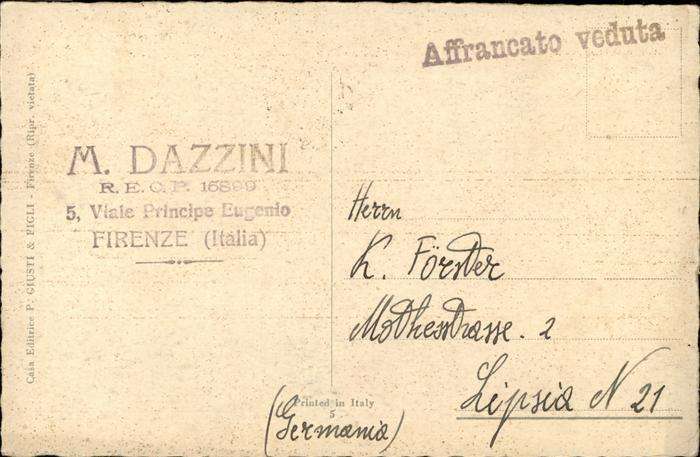 Affrancato veduta
M. DAZZINI
R. E. C. P. 15899
5, Viale Principe Eugenio
FIRENZE (Italia)
Casa Editrice P. GIUSTI & FIGLI - Firenze (Ripr. vietata)
Herrn
K. Förster
Mothesstrasse. 2
Lipsia N 21
(Germania)
Printed in Italy
5